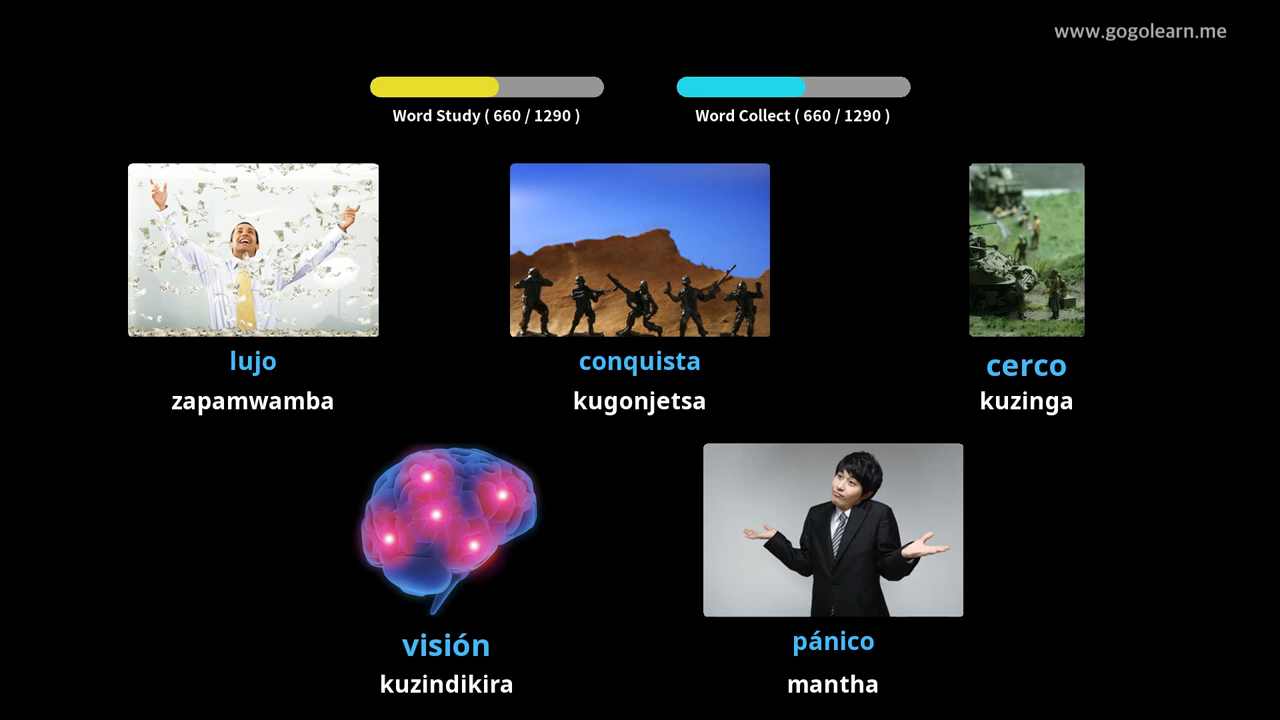 www.gogolearn.me
Word Study ( 660 / 1290 )
Word Collect ( 660 / 1290 )
lujo
zapamwamba
conquista
kugonjetsa
cerco
kuzinga
visión
kuzindikira
pánico
mantha